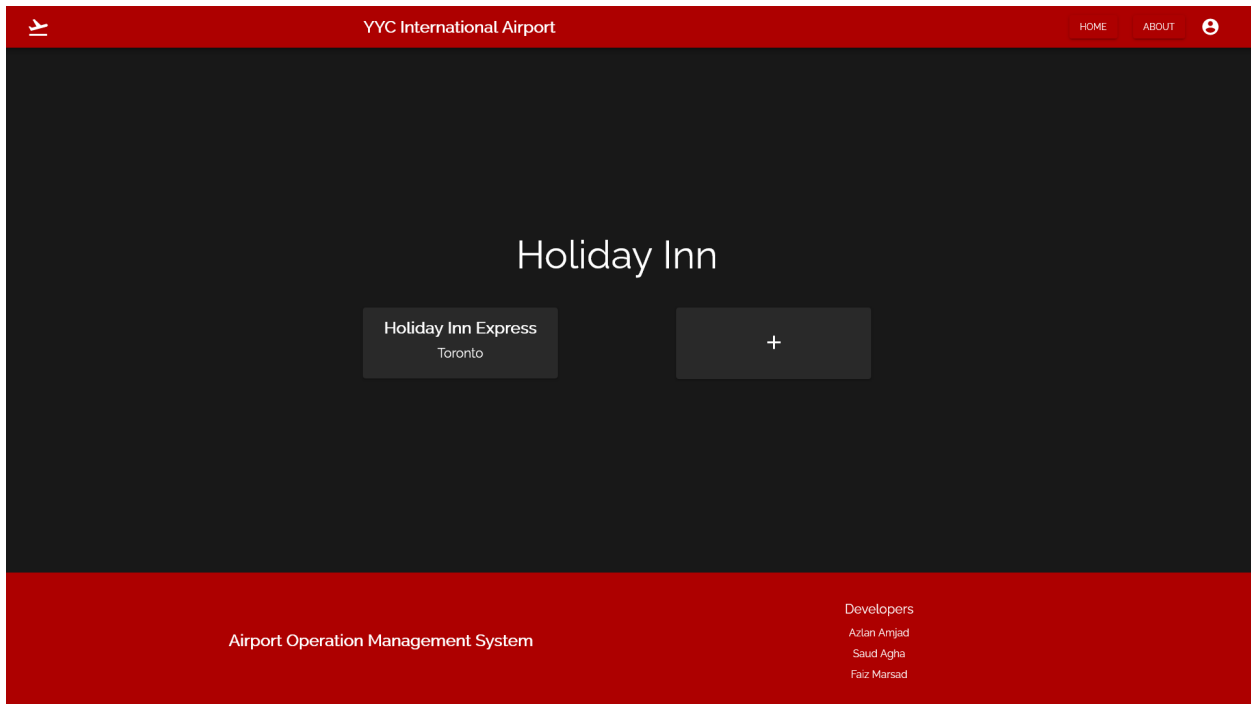 YYC International Airport
HOME
ABOUT
Holiday Inn
Holiday Inn Express
Toronto
+
Airport Operation Management System
Developers
Azlan Amjad
Saud Agha
Faiz Marsad